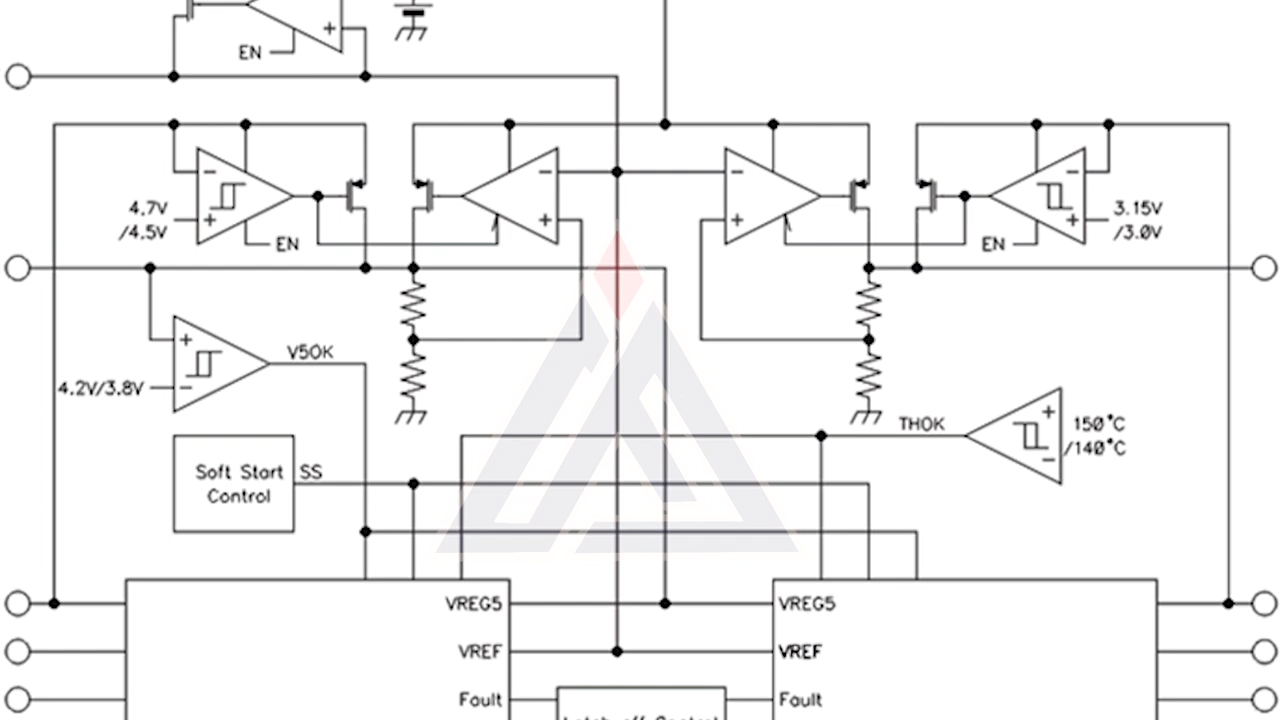 +
EN
-
-
-
-
4.7V
/4.5V
+
EN
+
+
EN
+
3.15V
/3.0V
+
V5OK
4.2V/3.8V
-
THOK
+
150°C
/140°C
-
Soft Start
Control
SS
VREG5
VREG5
VREF
VREF
Fault
Fault